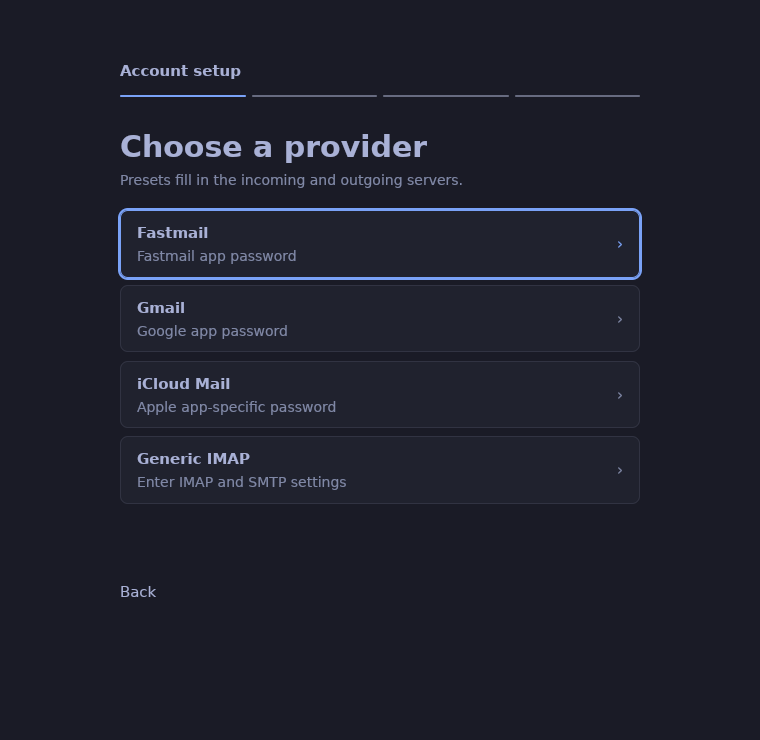 Account setup
Choose a provider
Presets fill in the incoming and outgoing servers.
Fastmail
Fastmail app password
›
Gmail
Google app password
›
iCloud Mail
Apple app-specific password
›
Generic IMAP
Enter IMAP and SMTP settings
›
Back